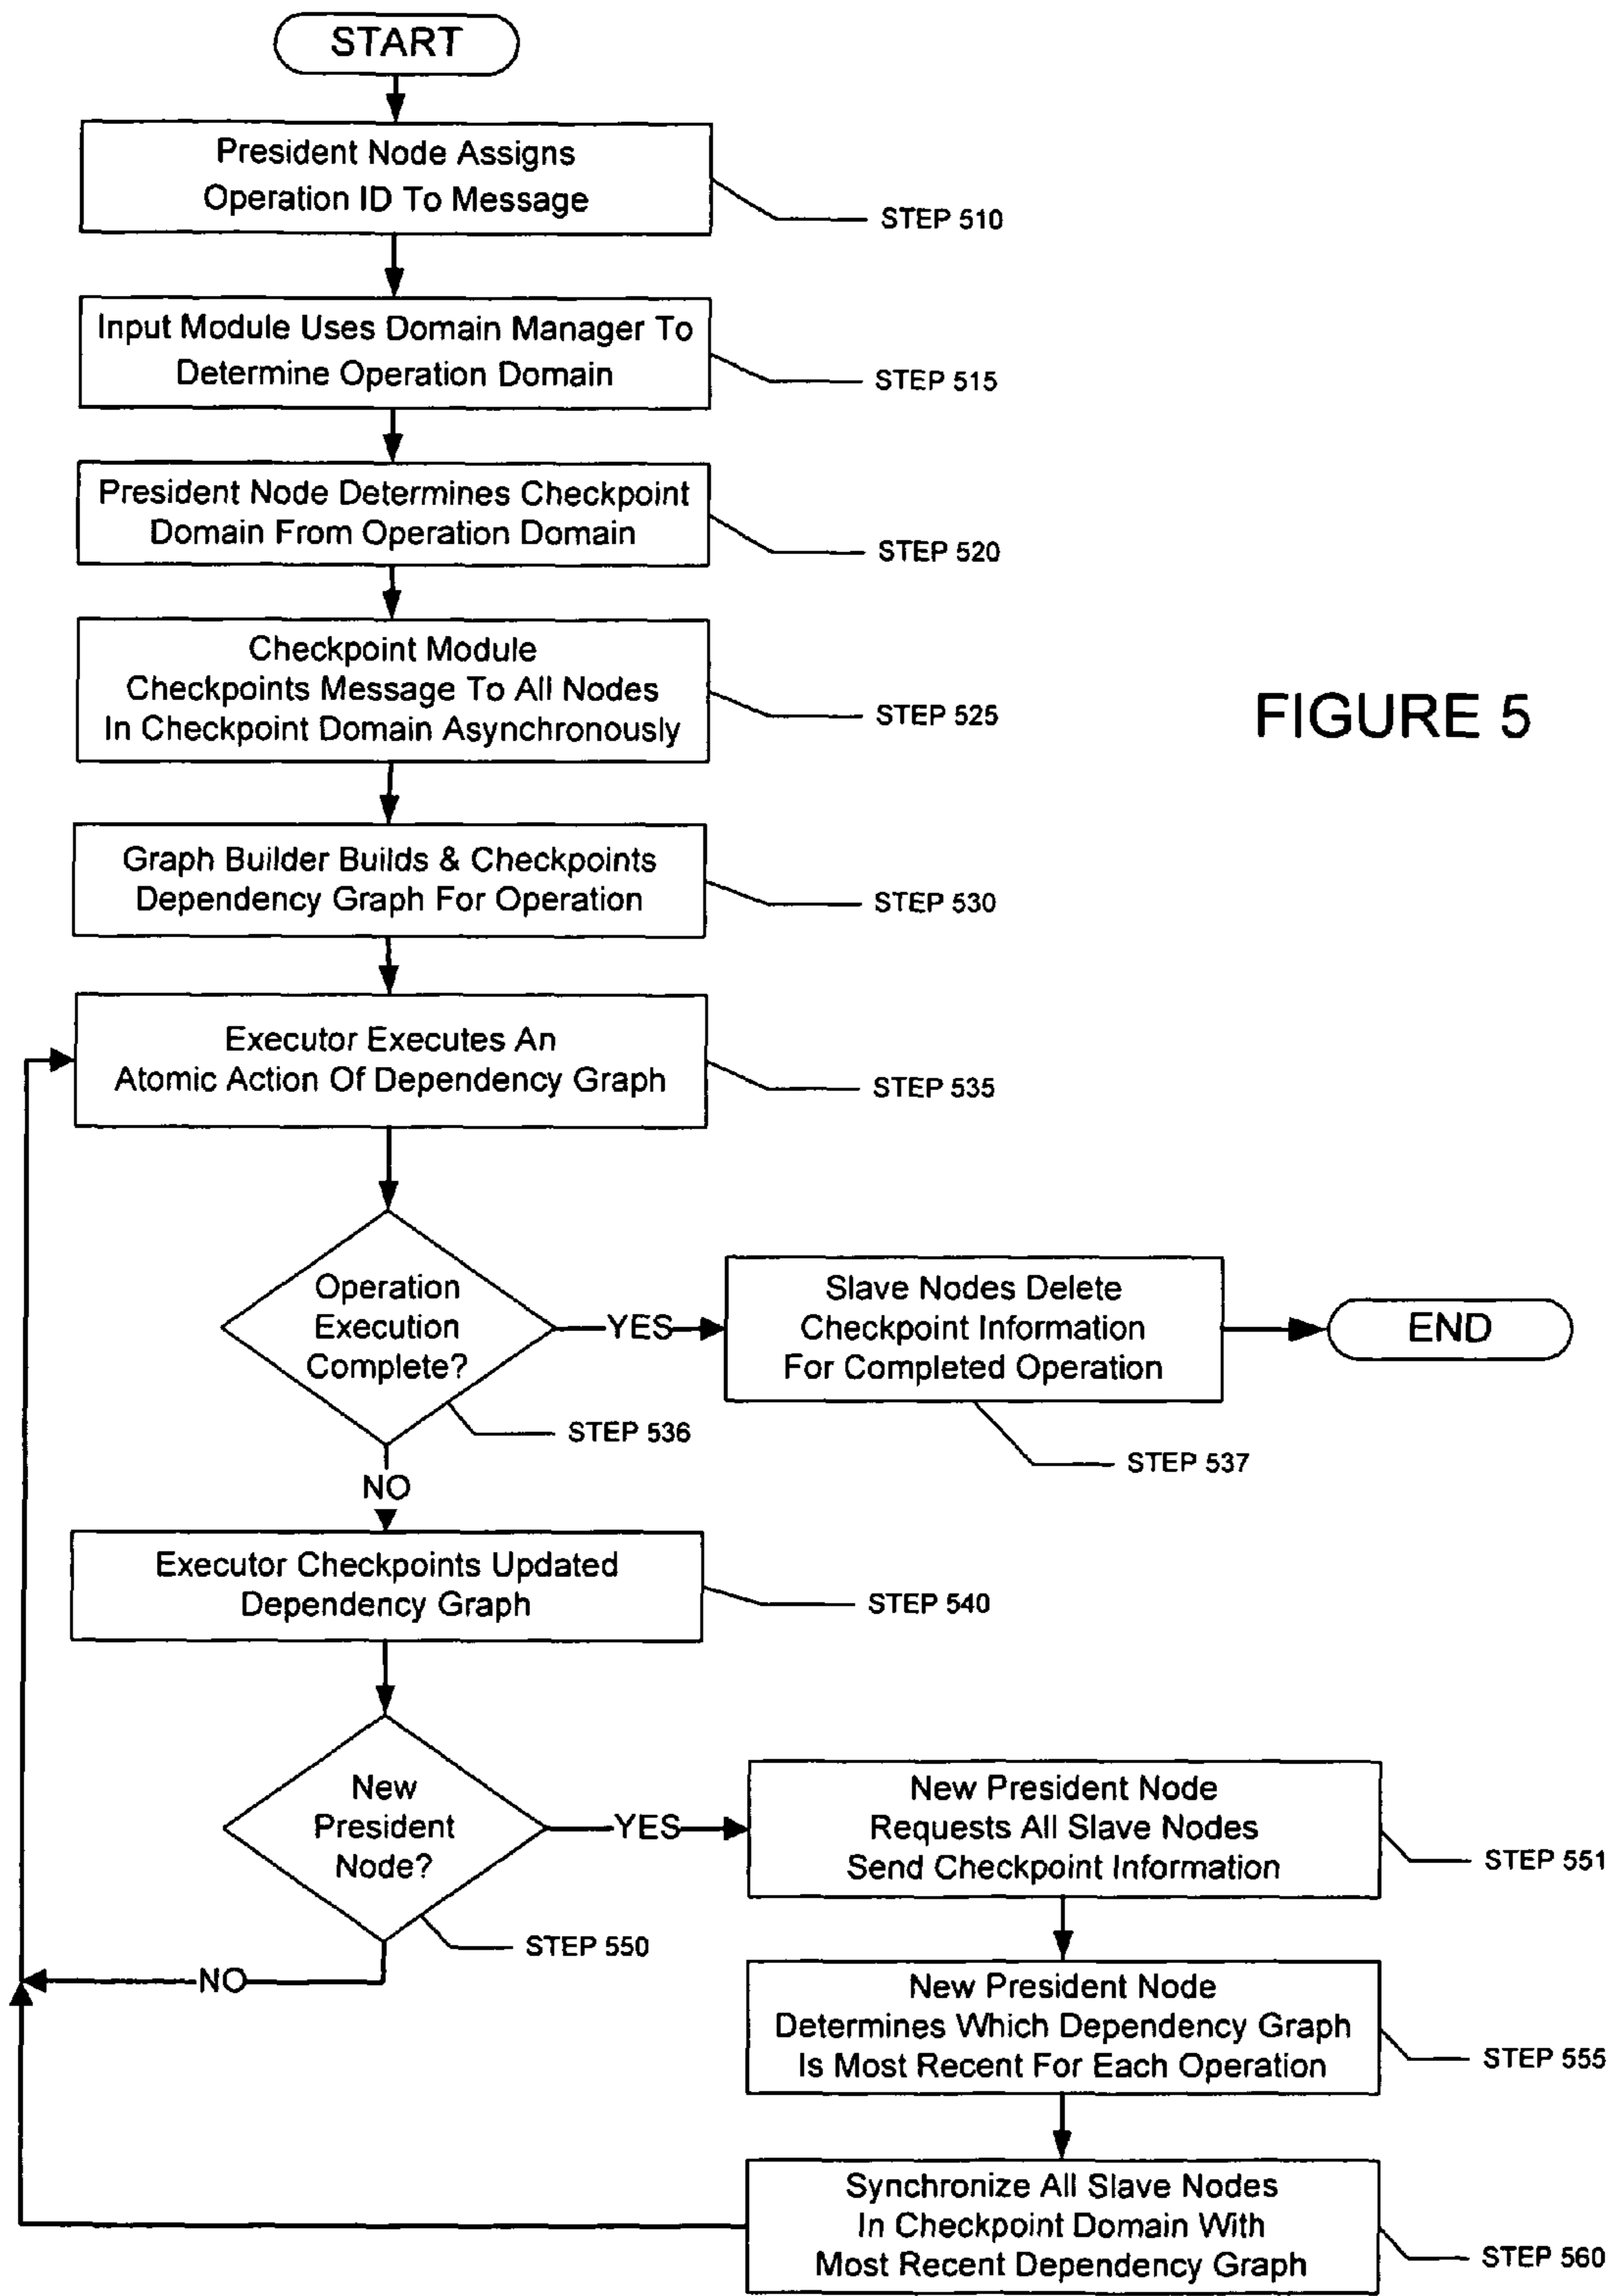 START
President Node Assigns
Operation ID To Message
STEP 510
Input Module Uses Domain Manager To
Determine Operation Domain
STEP 515
President Node Determines Checkpoint
Domain From Operation Domain
STEP 520
Checkpoint Module
Checkpoints Message To All Nodes
In Checkpoint Domain Asynchronously
STEP 525
FIGURE 5
Graph Builder Builds & Checkpoints
Dependency Graph For Operation
STEP 530
Executor Executes An
Atomic Action Of Dependency Graph
STEP 535
Operation
Execution
Complete?
STEP 536
YES
Slave Nodes Delete
Checkpoint Information
For Completed Operation
STEP 537
END
NO
Executor Checkpoints Updated
Dependency Graph
STEP 540
New
President
Node?
STEP 550
YES
New President Node
Requests All Slave Nodes
Send Checkpoint Information
STEP 551
NO
New President Node
Determines Which Dependency Graph
Is Most Recent For Each Operation
STEP 555
Synchronize All Slave Nodes
In Checkpoint Domain With
Most Recent Dependency Graph
STEP 560